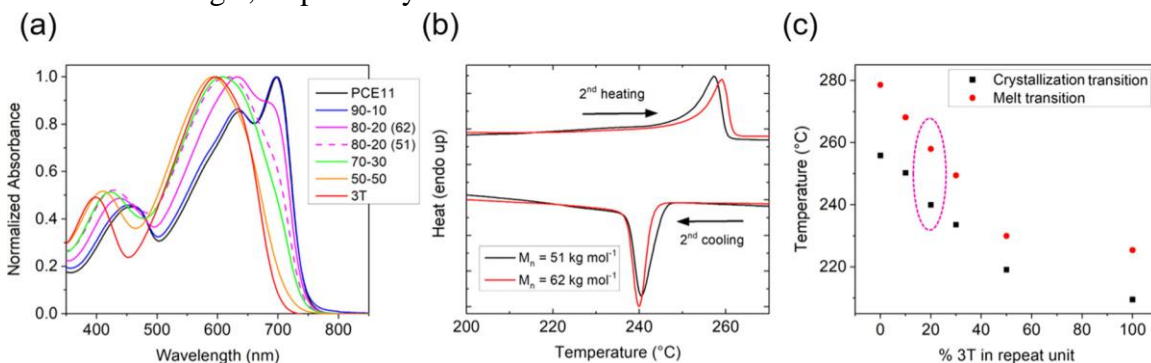 (a)
Normalized Absorbance
1.0
0.8
0.6
0.4
0.2
0.0
400
500
600
700
800
Wavelength (nm)
PCE11
90-10
80-20 (62)
80-20 (51)
70-30
50-50
3T
(b)
Heat (endo up)
2nd heating
2nd cooling
Mn = 51 kg mol-1
Mn = 62 kg mol-1
200
220
240
260
Temperature (°C)
(c)
Temperature (°C)
280
260
240
220
Crystallization transition
Melt transition
0
20
40
60
80
100
% 3T in repeat unit